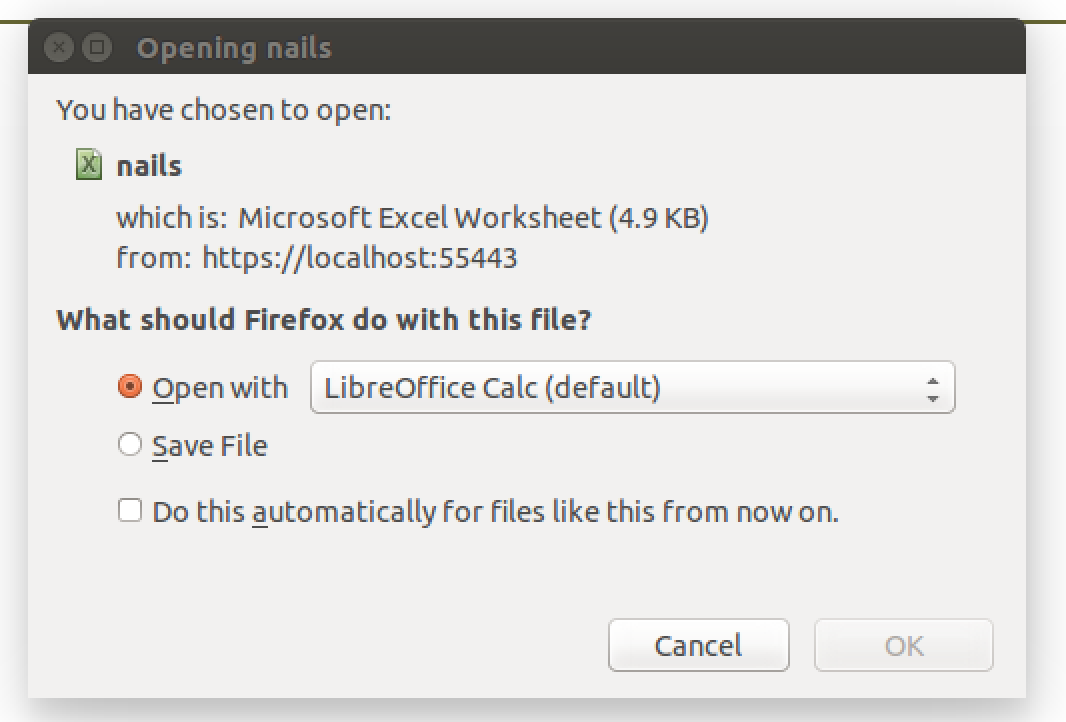 Opening nails
You have chosen to open:
nails
which is: Microsoft Excel Worksheet (4.9 KB)
from: https://localhost:55443
What should Firefox do with this file?
Open with LibreOffice Calc (default)
Save File
Do this automatically for files like this from now on.
Cancel OK